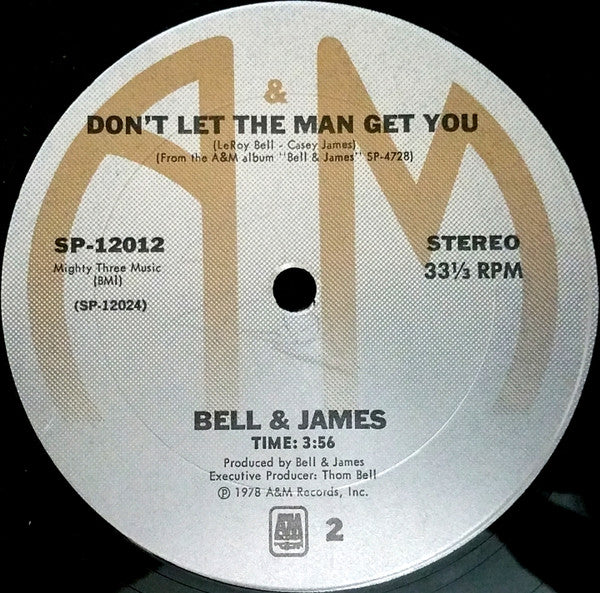 A&M
DON'T LET THE MAN GET YOU
(LeRoy Bell - Casey James)
(From the A&M album "Bell & James" SP-4728)
SP-12012
Mighty Three Music
(BMI)
(SP-12024)
STEREO
33⅓ RPM
BELL & JAMES
TIME: 3:56
Produced by Bell & James
Executive Producer: Thom Bell
℗ 1978 A&M Records, Inc.
A&M
2